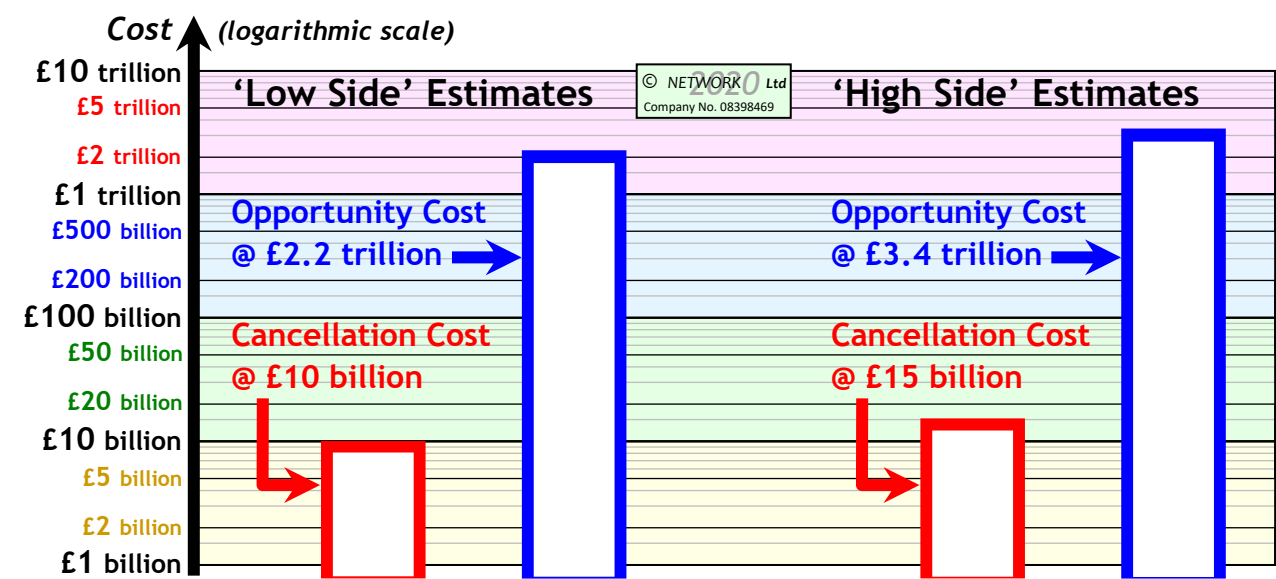 Cost (logarithmic scale)
£10 trillion
£5 trillion
£2 trillion
£1 trillion
£500 billion
£200 billion
£100 billion
£50 billion
£20 billion
£10 billion
£5 billion
£2 billion
£1 billion
‘Low Side’ Estimates
Opportunity Cost
@ £2.2 trillion
Cancellation Cost
@ £10 billion
© NETWORK 2020 Ltd
Company No. 08398469
‘High Side’ Estimates
Opportunity Cost
@ £3.4 trillion
Cancellation Cost
@ £15 billion